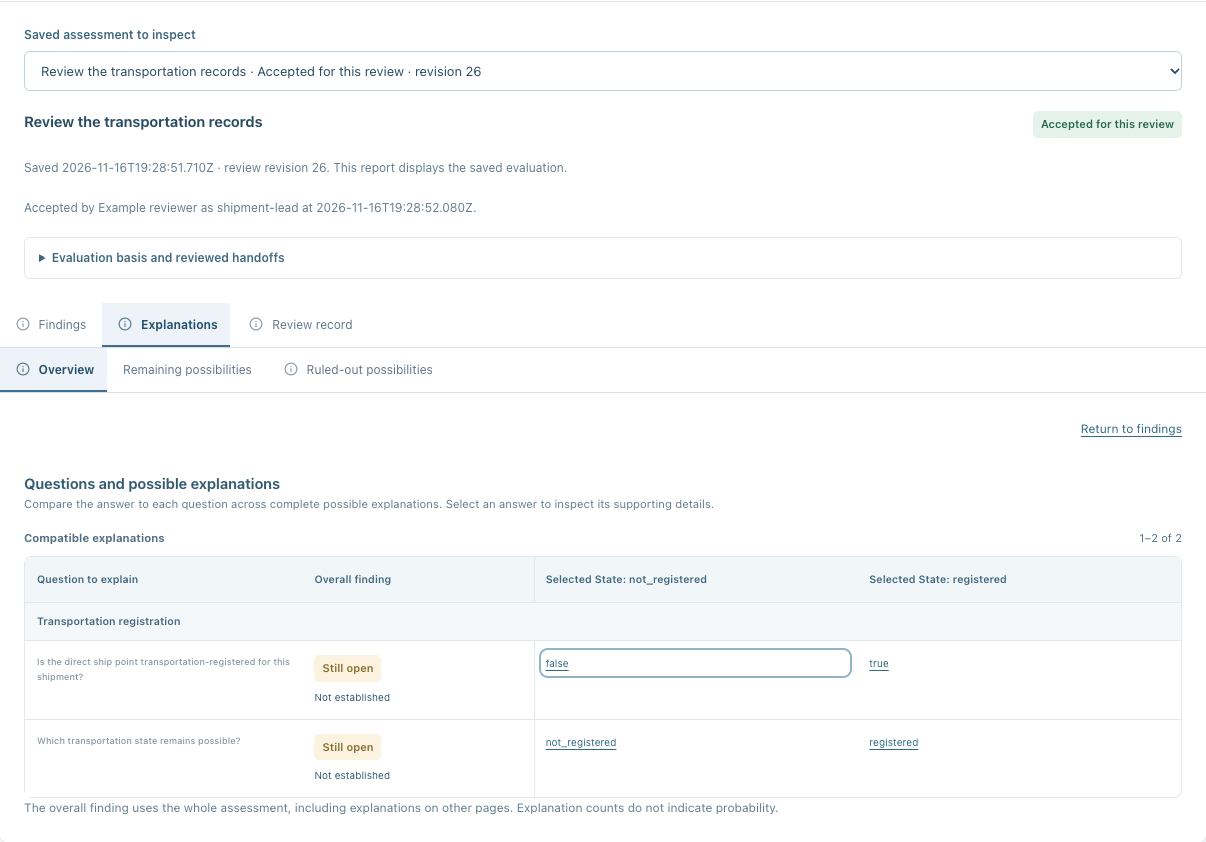 Saved assessment to inspect
Review the transportation records · Accepted for this review · revision 26
Review the transportation records
Accepted for this review
Saved 2026-11-16T19:28:51.710Z · review revision 26. This report displays the saved evaluation.
Accepted by Example reviewer as shipment-lead at 2026-11-16T19:28:52.080Z.
Evaluation basis and reviewed handoffs
Findings Explanations Review record
Overview Remaining possibilities Ruled-out possibilities
Return to findings
Questions and possible explanations
Compare the answer to each question across complete possible explanations. Select an answer to inspect its supporting details.
Compatible explanations 1–2 of 2
Question to explain Overall finding Selected State: not_registered Selected State: registered
Transportation registration
Is the direct ship point transportation-registered for this
shipment?
Still open
Not established
false
true
Which transportation state remains possible?
Still open
Not established
not_registered
registered
The overall finding uses the whole assessment, including explanations on other pages. Explanation counts do not indicate probability.